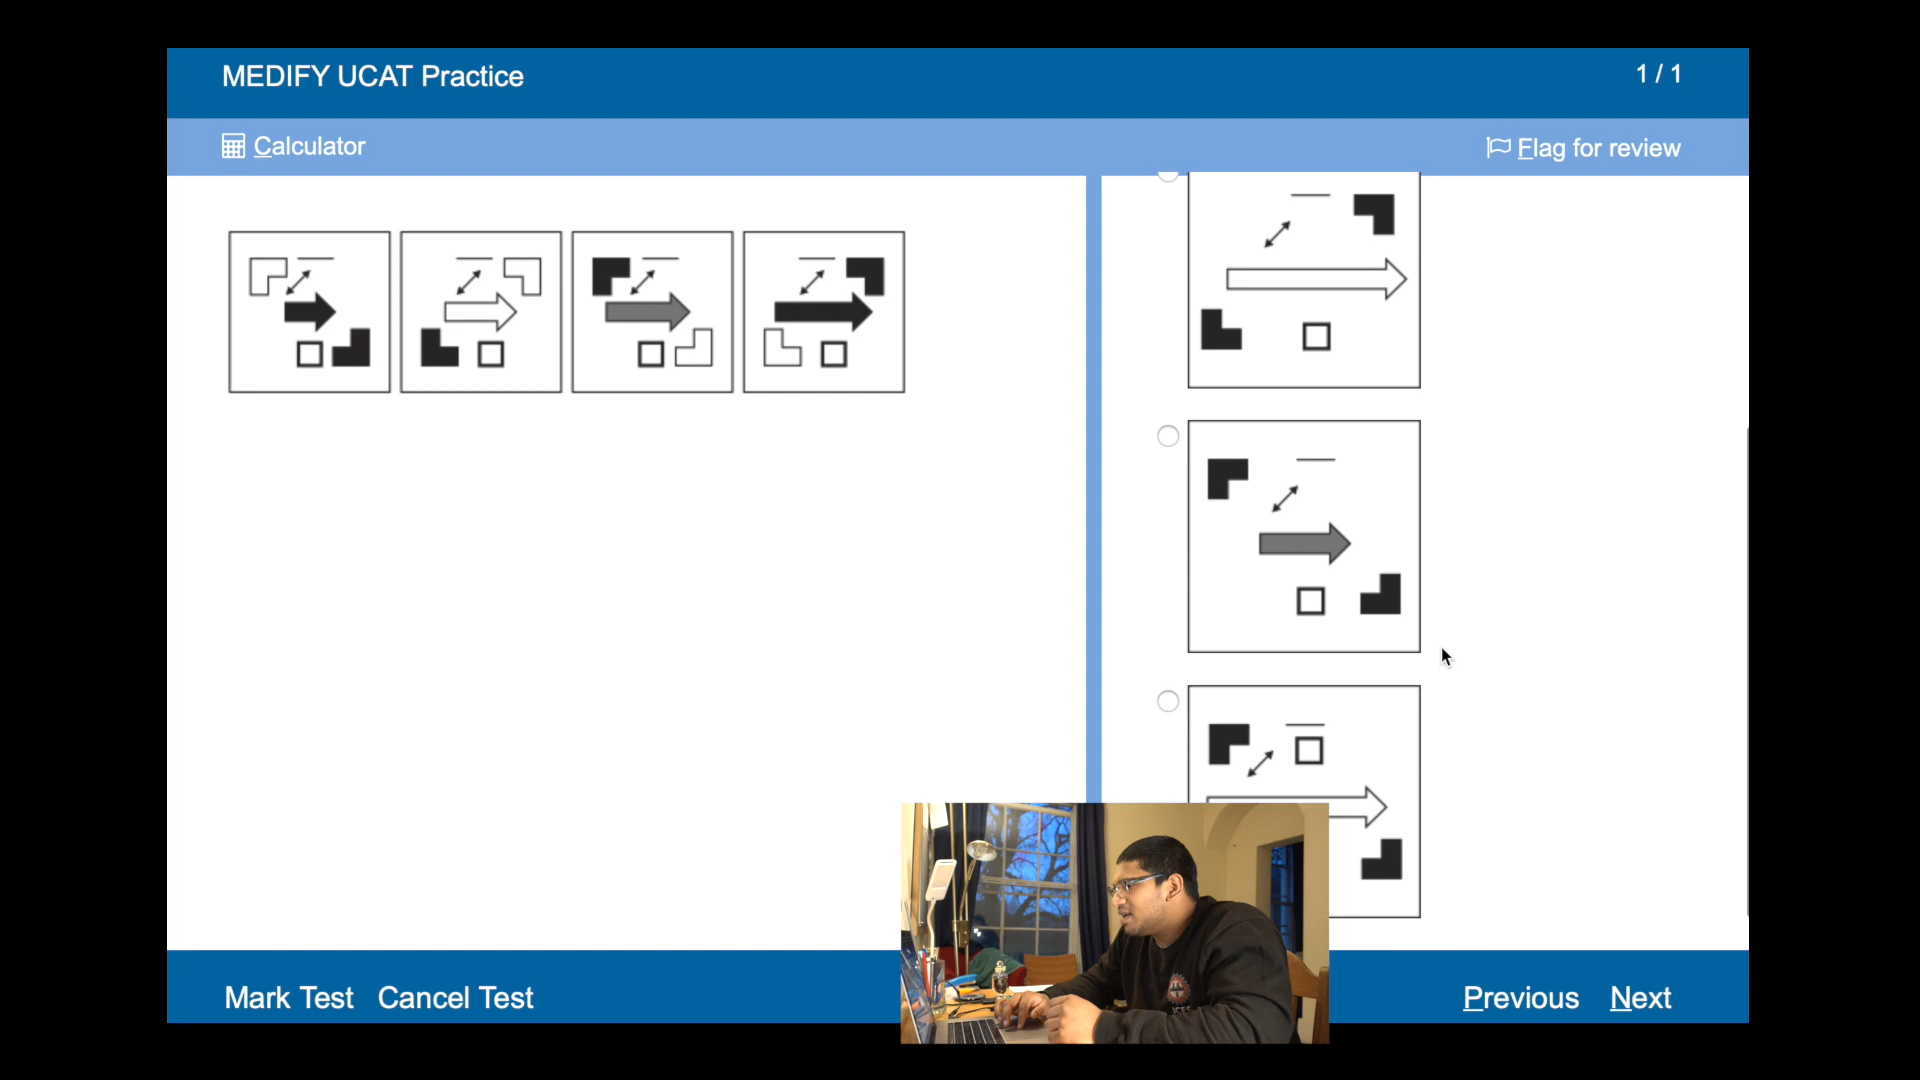 MEDIFY UCAT Practice
1 / 1
Calculator
Flag for review
Mark Test
Cancel Test
Previous
Next